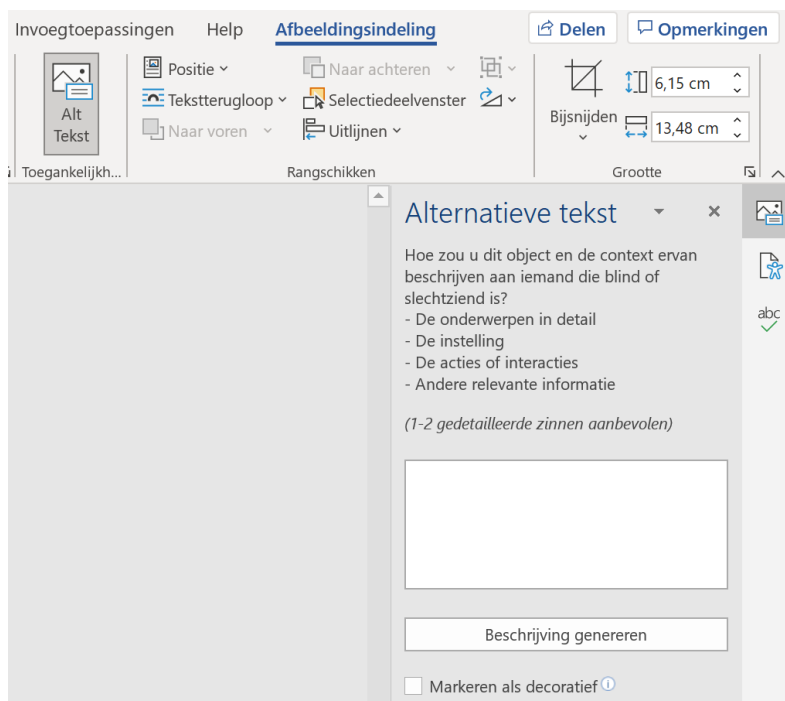 Invoegtoepassingen Help Afbeeldingsindeling Delen Opmerkingen
Alt
Tekst
Toegankelijkh...
Positie
Tekstterugloop
Naar voren
Naar achteren
Selectiedeelvenster
Uitlijnen
Rangschikken
Bijsnijden
6,15 cm
13,48 cm
Grootte
Alternatieve tekst
Hoe zou u dit object en de context ervan
beschrijven aan iemand die blind of
slechtziend is?
- De onderwerpen in detail
- De instelling
- De acties of interacties
- Andere relevante informatie
(1-2 gedetailleerde zinnen aanbevolen)
Beschrijving genereren
Markeren als decoratief
abc